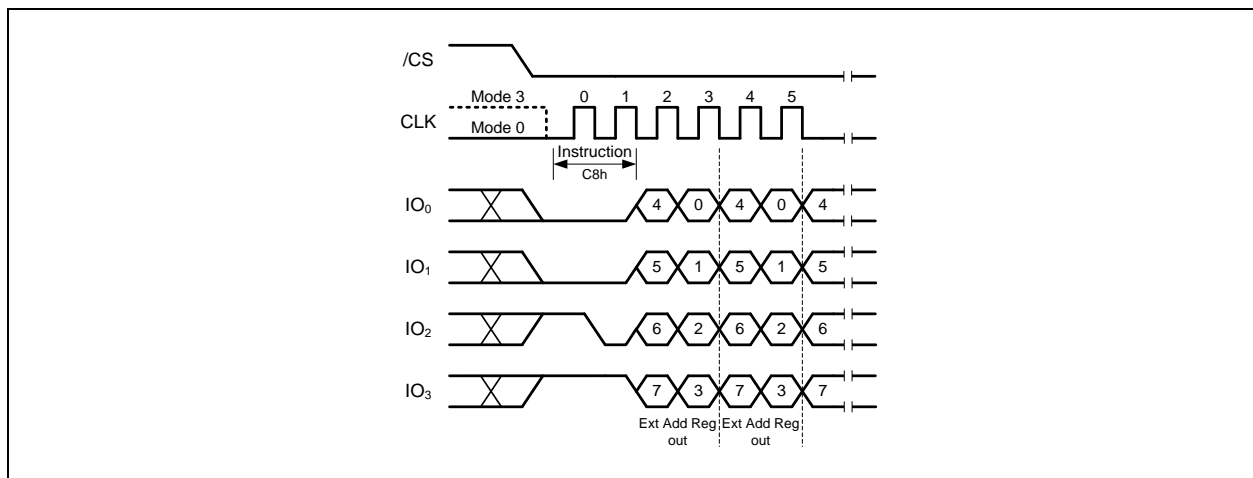 /CS
Mode 3 0 1 2 3 4 5
CLK
Mode 0
Instruction
C8h
IO₀ 4 0 4 0 4
IO₁ 5 1 5 1 5
IO₂ 6 2 6 2 6
IO₃ 7 3 7 3 7
Ext Add Reg Ext Add Reg
out out